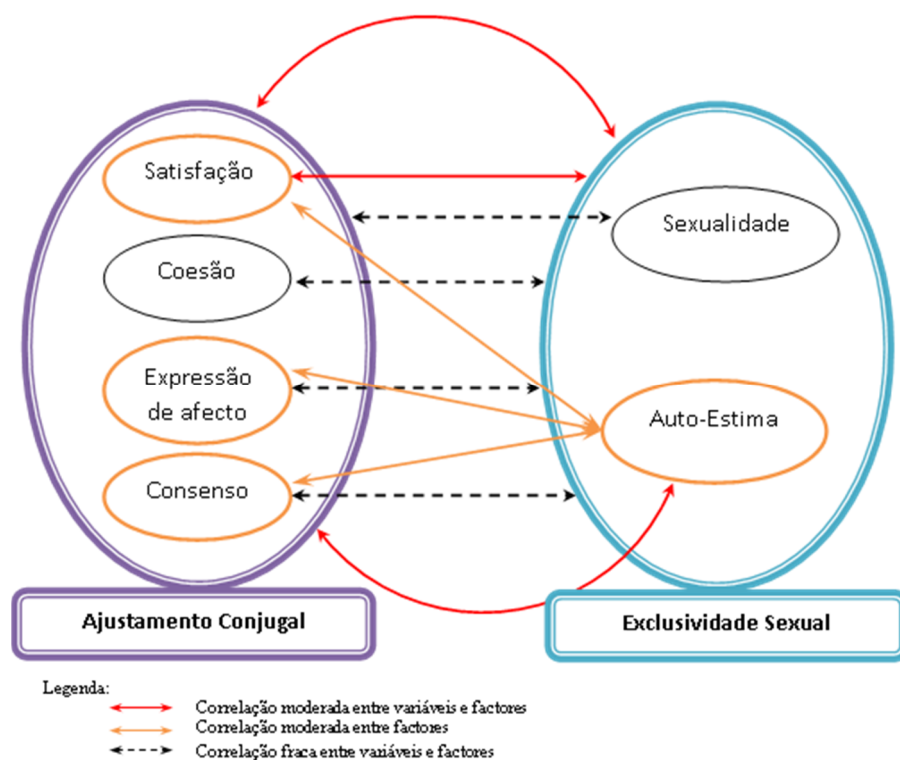 Satisfação
Sexualidade
Coesão
Expressão
de afecto
Auto-Estima
Consenso
Ajustamento Conjugal
Exclusividade Sexual
Legenda:
Correlação moderada entre variáveis e factores
Correlação moderada entre factores
Correlação fraca entre variáveis e factores